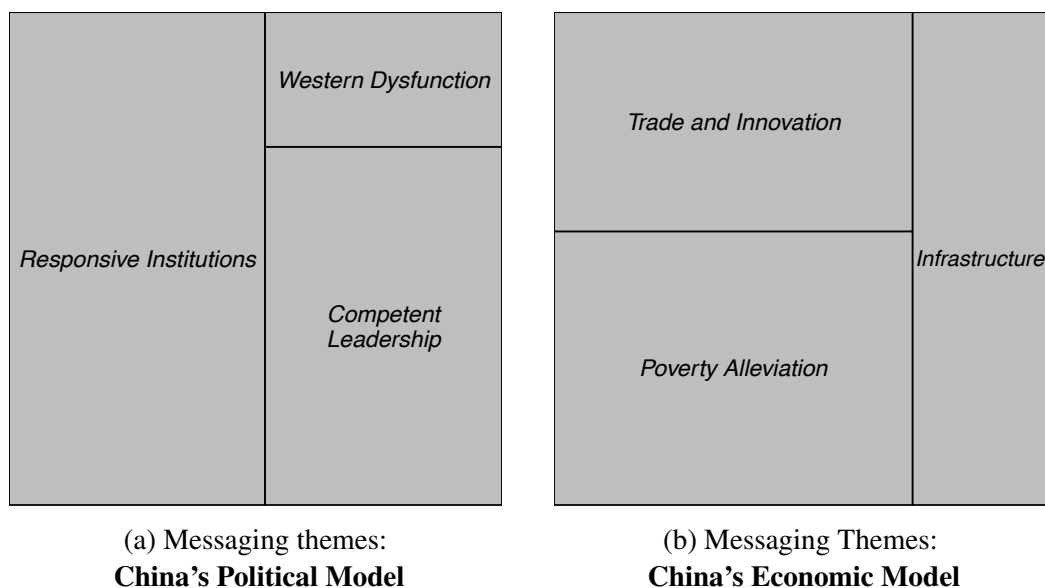 Western Dysfunction
Responsive Institutions
Competent
Leadership
(a) Messaging themes:
China’s Political Model
Trade and Innovation
Infrastructure
Poverty Alleviation
(b) Messaging Themes:
China’s Economic Model